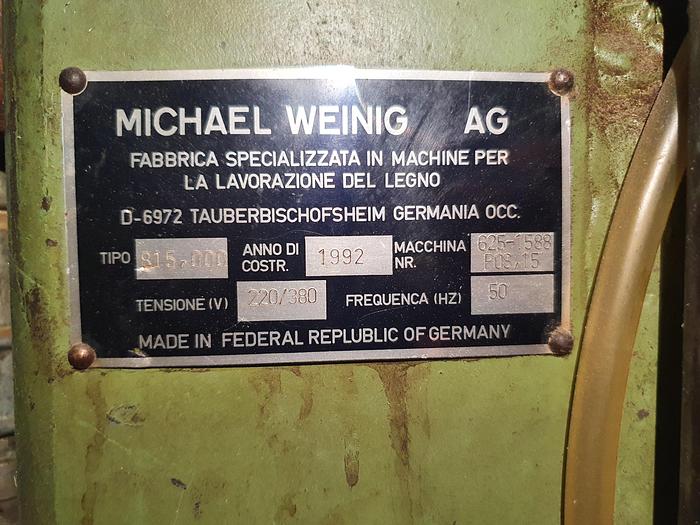 MICHAEL WEINIG AG
FABBRICA SPECIALIZZATA IN MACHINE PER
LA LAVORAZIONE DEL LEGNO
D-6972 TAUBERBISCHOFSHEIM GERMANIA OCC.
TIPO 815,000 ANNO DI COSTR. 1992 MACCHINA NR. 625-1588 POS.15
TENSIONE (V) 220/380 FREQUENCA (HZ) 50
MADE IN FEDERAL REPLUBLIC OF GERMANY